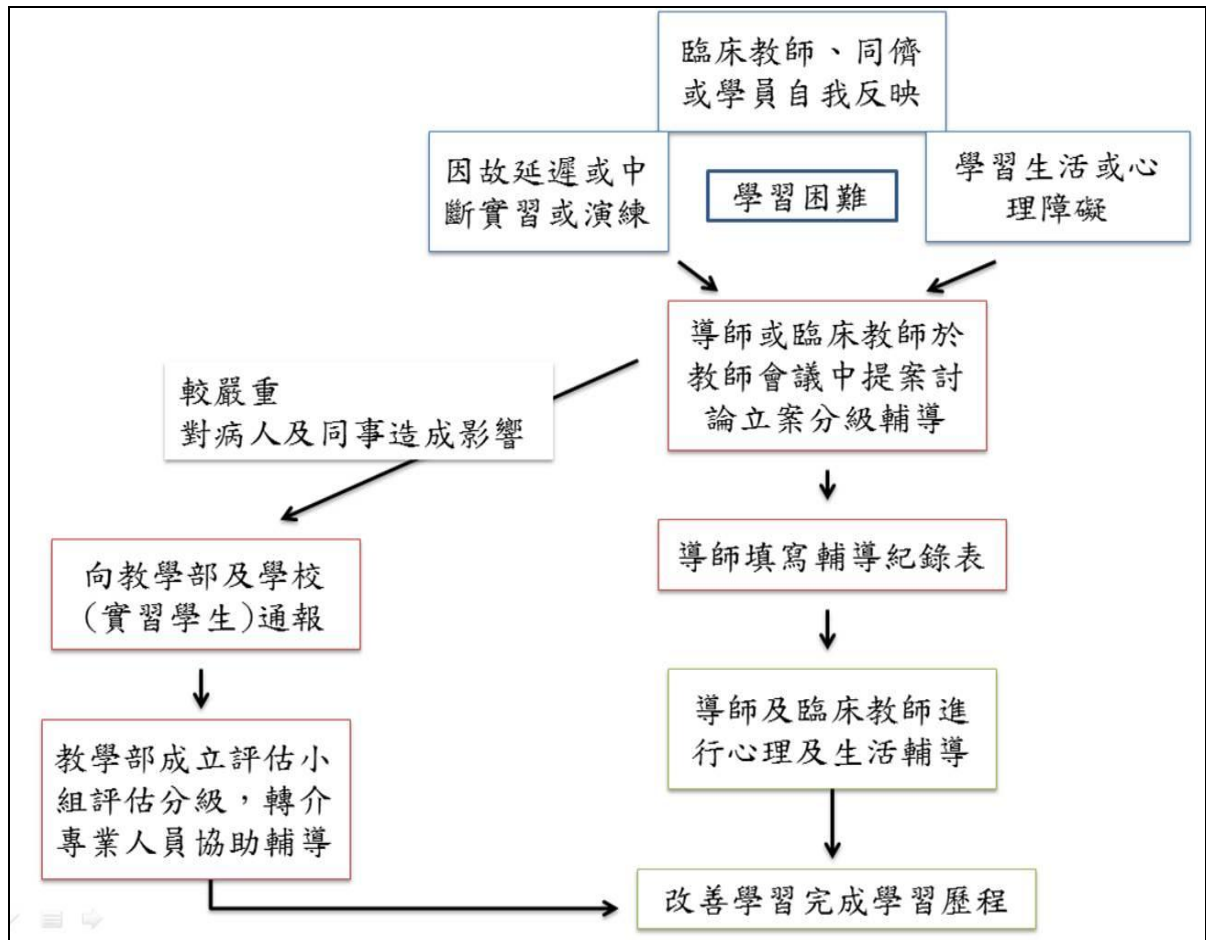 臨床教師、同儕
或學員自我反映
因故延遲或中
斷實習或演練
學習困難
學習生活或心
理障礙
導師或臨床教師於
教師會議中提案討
論立案分級輔導
較嚴重
對病人及同事造成影響
導師填寫輔導紀錄表
向教學部及學校
(實習學生)通報
導師及臨床教師進
行心理及生活輔導
教學部成立評估小
組評估分級，轉介
專業人員協助輔導
改善學習完成學習歷程